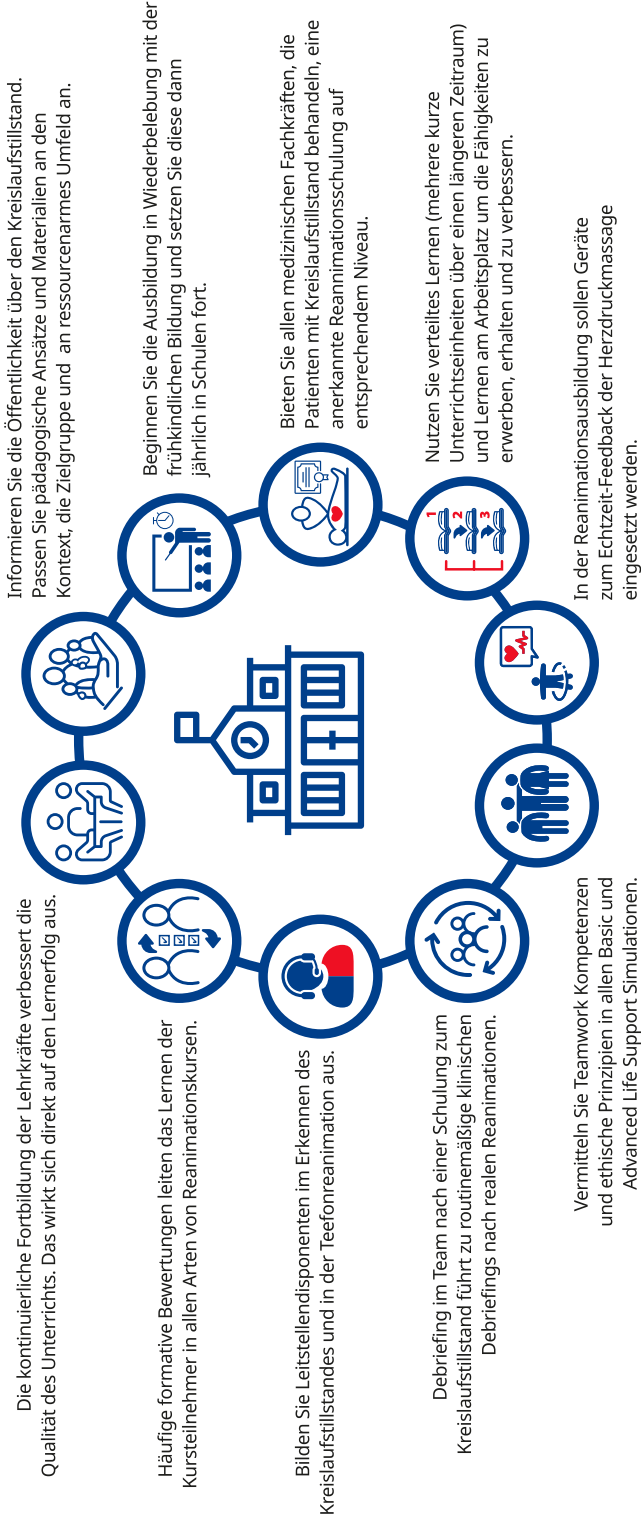 Informieren Sie die Öffentlichkeit über den Kreislaufstillstand.
Passen Sie pädagogische Ansätze und Materialien an den
Kontext, die Zielgruppe und an ressourcenarmes Umfeld an.
Beginnen Sie die Ausbildung in Wiederbelebung mit der
frühkindlichen Bildung und setzen Sie diese dann
jährlich in Schulen fort.
Bieten Sie allen medizinischen Fachkräften, die
Patienten mit Kreislaufstillstand behandeln, eine
anerkannte Reannimationsschulung auf
entsprechendem Niveau.
1
2
3
Nutzen Sie verteiltes Lernen (mehrere kurze
Unterrichtseinheiten über einen längeren Zeitraum)
und Lernen am Arbeitsplatz um die Fähigkeiten zu
erwerben, erhalten und zu verbessern.
In der Reanimationsausbildung sollen Geräte
zum Echtzeit-Feedback der Herzdruckmassage
eingesetzt werden.
Vermitteln Sie Teamwork Kompetenzen
und ethische Prinzipien in allen Basic und
Advanced Life Support Simulationen.
Debriefing im Team nach einer Schulung zum
Kreislaufstillstand führt zu routinemäßige klinischen
Debriefings nach realen Reanimationen.
Bilden Sie Leitstellendisponenten im Erkennen des
Kreislaufstillstandes und in der Teefonreanimation aus.
Häufige formative Bewertungen leiten das Lernen der
Kursteilnehmer in allen Arten von Reanimationskursen.
Die kontinuierliche Fortbildung der Lehrkräfte verbessert die
Qualität des Unterrichts. Das wirkt sich direkt auf den Lernerfolg aus.